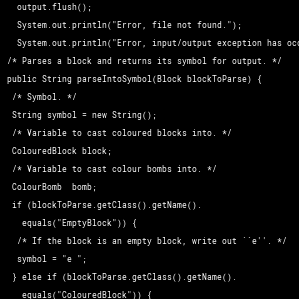 output.flush();
System.out.println("Error, file not found.");
System.out.println("Error, input/output exception has
/* Parses a block and returns its symbol for output. */
public String parseIntoSymbol(Block blockToParse) {
/* Symbol. */
String symbol = new String();
/* Variable to cast coloured blocks into. */
ColouredBlock block;
/* Variable to cast colour bombs into. */
ColourBomb  bomb;
if (blockToParse.getClass().getName().
equals("EmptyBlock")) {
/* If the block is an empty block, write out ``e''. */
symbol = "e ";
} else if (blockToParse.getClass().getName().
equals("ColouredBlock")) {